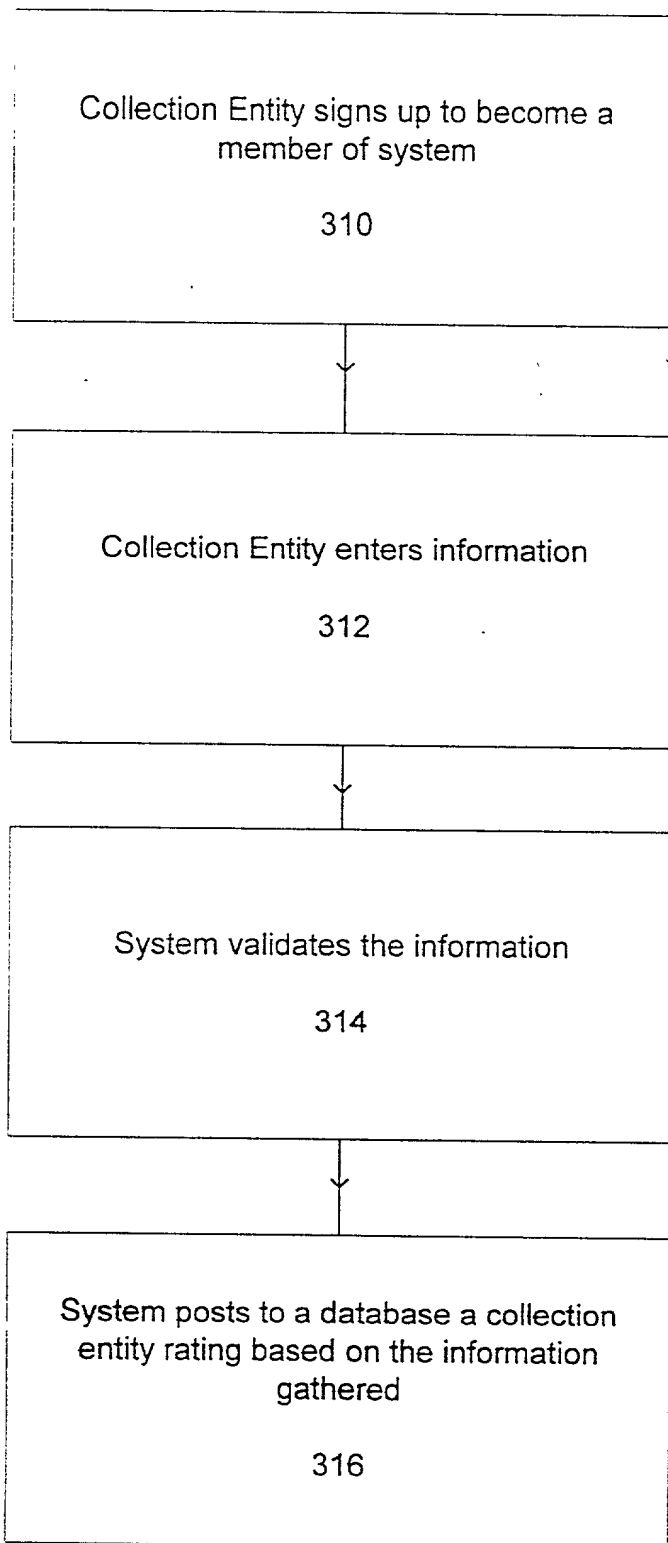 Collection Entity signs up to become a
member of system
310
Collection Entity enters information
312
System validates the information
314
System posts to a database a collection
entity rating based on the information
gathered
316